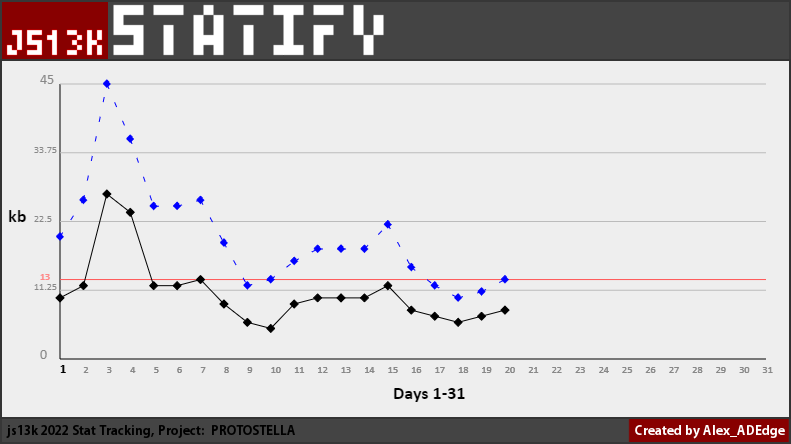 JS13K STATIFY
45
33.75
kb 22.5
13
11.25
0
1 2 3 4 5 6 7 8 9 10 11 12 13 14 15 16 17 18 19 20 21 22 23 24 25 26 27 28 29 30 31
Days 1-31
js13k 2022 Stat Tracking, Project: PROTOSTELLA Created by Alex_ADEdge